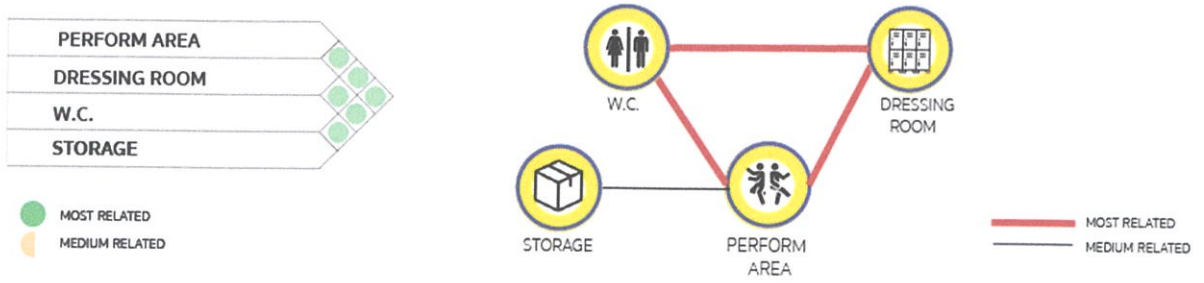 PERFORM AREA
DRESSING ROOM
W.C.
STORAGE
MOST RELATED
MEDIUM RELATED
W.C.
DRESSING
ROOM
STORAGE
PERFORM
AREA
MOST RELATED
MEDIUM RELATED